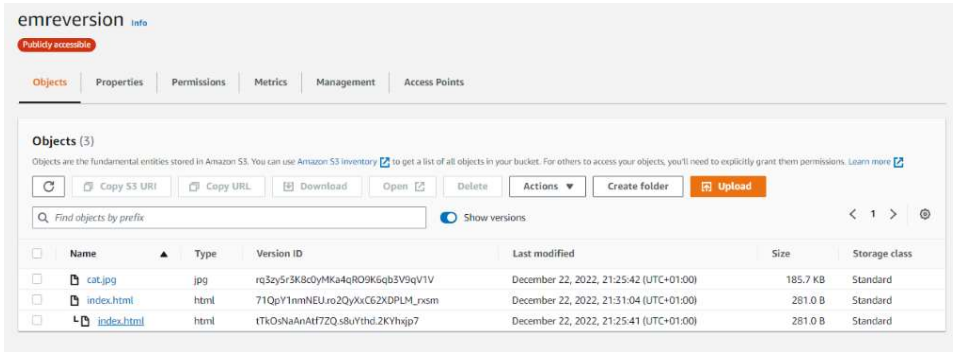 emreversion Info
Publicly accessible
Objects Properties Permissions Metrics Management Access Points
Objects (3)
Objects are the fundamental entities stored in Amazon S3. You can use Amazon S3 inventory to get a list of all objects in your bucket. For others to access your objects, you'll need to explicitly grant them permissions. Learn more
Copy S3 URI Copy URL Download Open Delete Actions Create folder Upload
Find objects by prefix Show versions 1
Name Type Version ID Last modified Size Storage class
cat.jpg jpg rq3zy5r3K8c0yMKa4qRO9K6qb3V9qV1V December 22, 2022, 21:25:42 (UTC+01:00) 185.7 KB Standard
index.html html 71QpY1nmNEU.ro2QyXxC62XDPLM_rxsm December 22, 2022, 21:31:04 (UTC+01:00) 281.0 B Standard
index.html html tTkOsNaAnAtf7ZQ.s8uYthd.2KYhxjp7 December 22, 2022, 21:25:41 (UTC+01:00) 281.0 B Standard